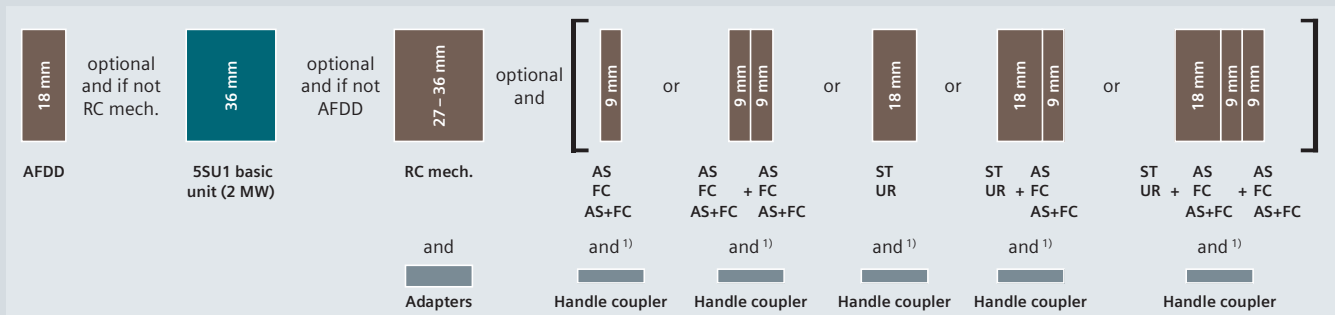 18 mm
optional
and if not
RC mech.
36 mm
optional
and if not
AFDD
27 – 36 mm
optional
and
9 mm
or
9 mm
9 mm
or
18 mm
or
18 mm
9 mm
or
18 mm
9 mm
9 mm
AFDD
5SU1 basic
unit (2 MW)
RC mech.
AS
FC
AS+FC
AS AS
FC + FC
AS+FC AS+FC
ST
UR
ST AS
UR + FC
AS+FC
ST AS AS
UR + FC + FC
AS+FC AS+FC
and
and 1)
and 1)
and 1)
and 1)
and 1)
Adapters
Handle coupler
Handle coupler
Handle coupler
Handle coupler
Handle coupler